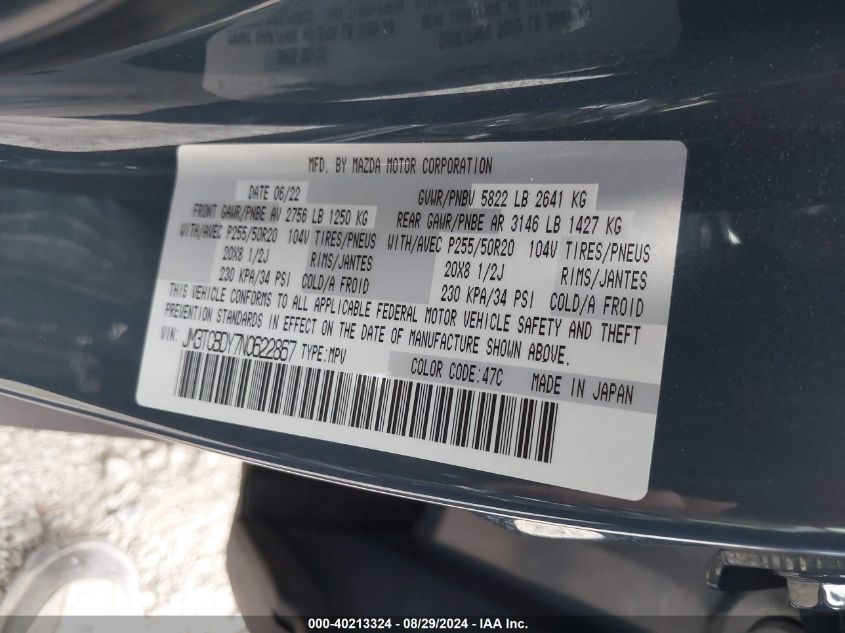 MFD. BY MAZDA MOTOR CORPORATION
DATE 06/22
GVWR/PNBV 5822 LB 2641 KG
FRONT GAWR/PNBE AV 2756 LB 1250 KG
REAR GAWR/PNBE AR 3146 LB 1427 KG
WITH/AVEC P255/50R20 104V TIRES/PNEUS
WITH/AVEC P255/50R20 104V TIRES/PNEUS
20X8 1/2J RIMS/JANTES
20X8 1/2J RIMS/JANTES
230 KPA/34 PSI COLD/A FROID
230 KPA/34 PSI COLD/A FROID
THIS VEHICLE CONFORMS TO ALL APPLICABLE FEDERAL MOTOR VEHICLE SAFETY AND THEFT
PREVENTION STANDARDS IN EFFECT ON THE DATE OF MANUFACTURE SHOWN ABOVE.
VIN: JM3TCBDY7N0622867 TYPE:MPV
COLOR CODE:47C MADE IN JAPAN
000-40213324 - 08/29/2024 - IAA Inc.